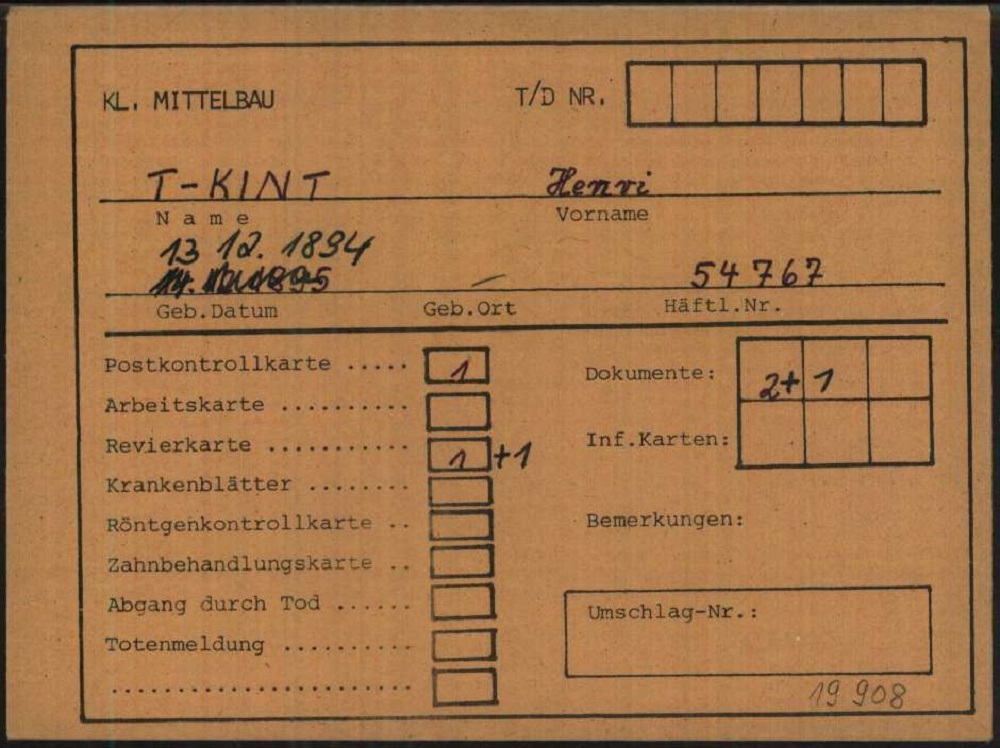 KL. MITTELBAU T/D NR.
T-KINT Henri
Name Vorname
13 12. 1894
54767
Geb.Datum Geb.Ort Häftl.Nr.
Postkontrollkarte ..... 1 Dokumente: 2+1
Arbeitskarte ..........
Revierkarte ........... 1 +1 Inf.Karten:
Krankenblätter ........
Röntgenkontrollkarte .. Bemerkungen:
Zahnbehandlungskarte ..
Abgang durch Tod ...... Umschlag-Nr.:
Totenmeldung ..........
.......................
19 908